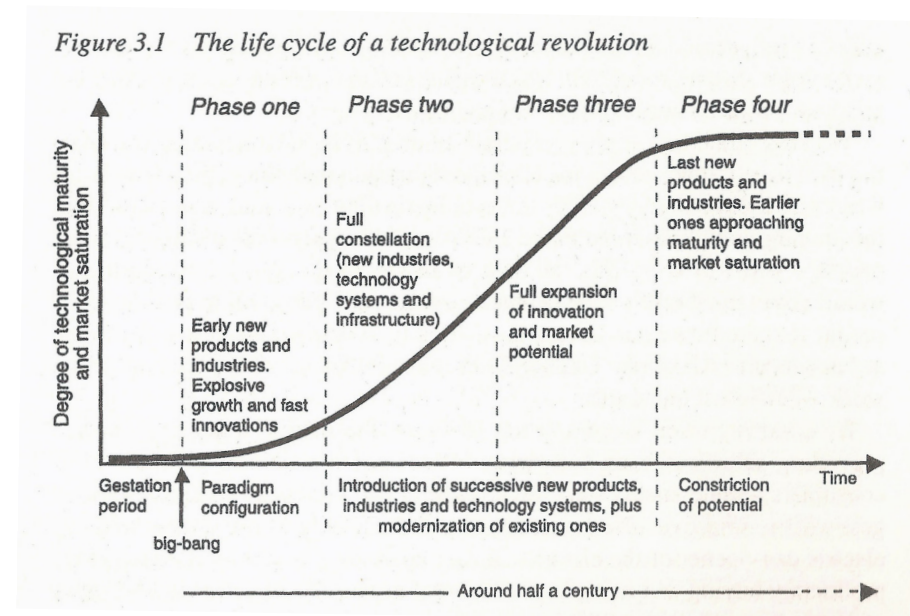 Figure 3.1 The life cycle of a technological revolution
Phase one
Phase two
Phase three
Phase four
Degree of technological maturity
and market saturation
Early new
products and
industries.
Explosive
growth and fast
innovations
Full
constellation
(new industries,
technology
systems and
infrastructure)
Full expansion
of innovation
and market
potential
Last new
products and
industries. Earlier
ones approaching
maturity and
market saturation
Time
Gestation
period
big-bang
Paradigm
configuration
Introduction of successive new products,
industries and technology systems, plus
modernization of existing ones
Constriction
of potential
Around half a century